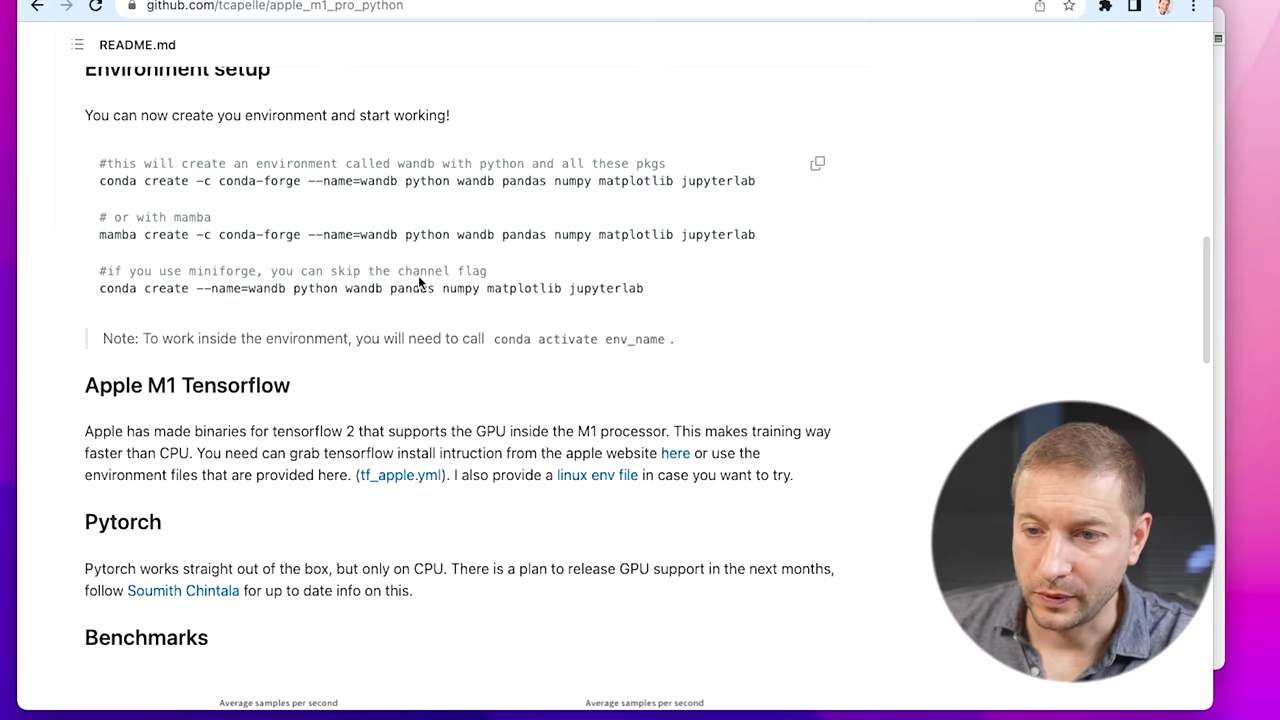 github.com/tcapelle/apple_m1_pro_python
README.md
Environment setup
You can now create you environment and start working!
#this will create an environment called wandb with python and all these pkgs
conda create -c conda-forge --name=wandb python wandb pandas numpy matplotlib jupyterlab
# or with mamba
mamba create -c conda-forge --name=wandb python wandb pandas numpy matplotlib jupyterlab
#if you use miniforge, you can skip the channel flag
conda create --name=wandb python wandb pandas numpy matplotlib jupyterlab
Note: To work inside the environment, you will need to call conda activate env_name .
Apple M1 Tensorflow
Apple has made binaries for tensorflow 2 that supports the GPU inside the M1 processor. This makes training way
faster than CPU. You need can grab tensorflow install intruction from the apple website here or use the
environment files that are provided here. (tf_apple.yml). I also provide a linux env file in case you want to try.
Pytorch
Pytorch works straight out of the box, but only on CPU. There is a plan to release GPU support in the next months,
follow Soumith Chintala for up to date info on this.
Benchmarks
Average samples per second
Average samples per second